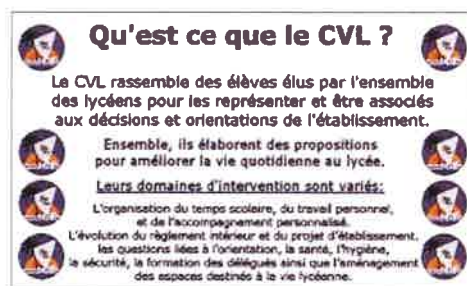 Qu'est ce que le CVL ?
Le CVL rassemble des élèves élus par l'ensemble
des lycéens pour les représenter et être associés
aux décisions et orientations de l'établissement.
Ensemble, ils élaborent des propositions
pour améliorer la vie quotidienne au lycée.
Leurs domaines d'intervention sont variés:
L'organisation du temps scolaire, du travail personnel,
et de l'accompagnement personnalisé.
L'évolution du règlement intérieur et du projet d'établissement,
les questions liées à l'orientation, la santé, l'hygiène,
la sécurité, la formation des délégués ainsi que l'aménagement
des espaces destinés à la vie lycéenne.